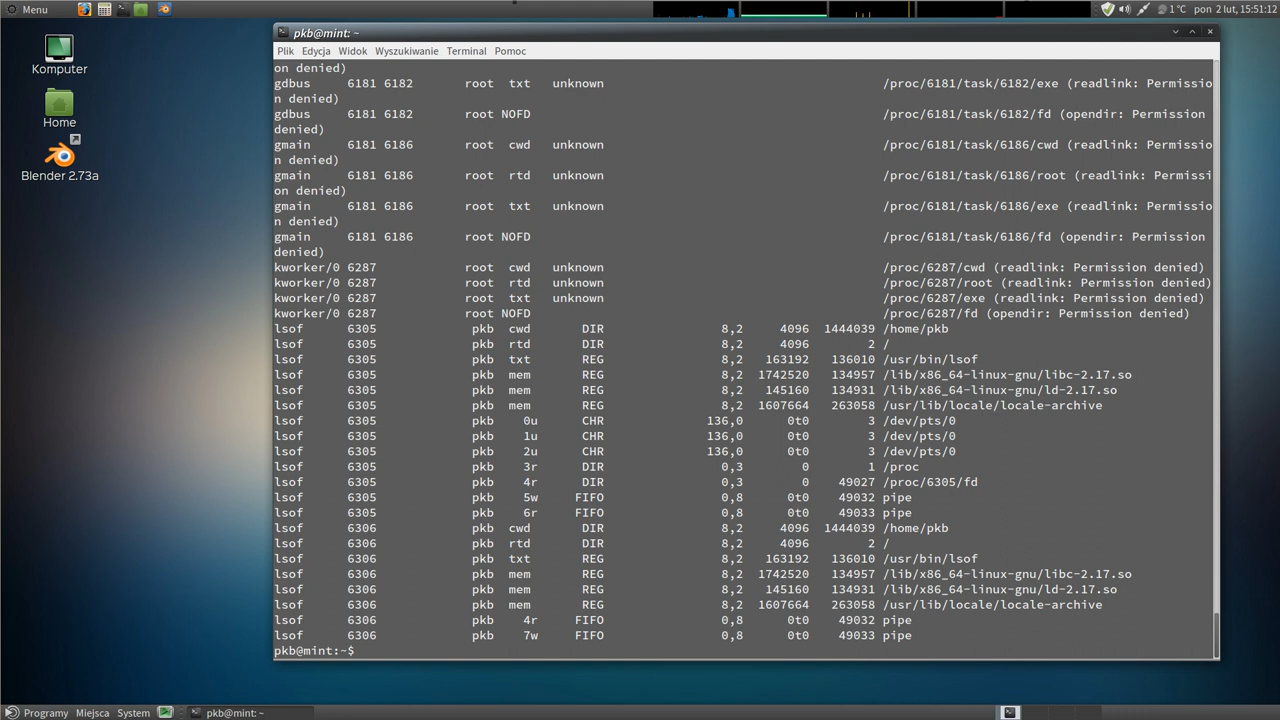 Menu
1 °C pon 2 lut, 15:51:12
Komputer
Home
Blender 2.73a
pkb@mint: ~
Plik Edycja Widok Wyszukiwanie Terminal Pomoc
on denied)
gdbus 6181 6182 root txt unknown /proc/6181/task/6182/exe (readlink: Permissio
n denied)
gdbus 6181 6182 root NOFD /proc/6181/task/6182/fd (opendir: Permission
denied)
gmain 6181 6186 root cwd unknown /proc/6181/task/6186/cwd (readlink: Permissio
n denied)
gmain 6181 6186 root rtd unknown /proc/6181/task/6186/root (readlink: Permissi
on denied)
gmain 6181 6186 root txt unknown /proc/6181/task/6186/exe (readlink: Permissio
n denied)
gmain 6181 6186 root NOFD /proc/6181/task/6186/fd (opendir: Permission
denied)
kworker/0 6287 root cwd unknown /proc/6287/cwd (readlink: Permission denied)
kworker/0 6287 root rtd unknown /proc/6287/root (readlink: Permission denied)
kworker/0 6287 root txt unknown /proc/6287/exe (readlink: Permission denied)
kworker/0 6287 root NOFD /proc/6287/fd (opendir: Permission denied)
lsof 6305 pkb cwd DIR 8,2 4096 1444039 /home/pkb
lsof 6305 pkb rtd DIR 8,2 4096 2 /
lsof 6305 pkb txt REG 8,2 163192 136010 /usr/bin/lsof
lsof 6305 pkb mem REG 8,2 1742520 134957 /lib/x86_64-linux-gnu/libc-2.17.so
lsof 6305 pkb mem REG 8,2 145160 134931 /lib/x86_64-linux-gnu/ld-2.17.so
lsof 6305 pkb mem REG 8,2 1607664 263058 /usr/lib/locale/locale-archive
lsof 6305 pkb 0u CHR 136,0 0t0 3 /dev/pts/0
lsof 6305 pkb 1u CHR 136,0 0t0 3 /dev/pts/0
lsof 6305 pkb 2u CHR 136,0 0t0 3 /dev/pts/0
lsof 6305 pkb 3r DIR 0,3 0 1 /proc
lsof 6305 pkb 4r DIR 0,3 0 49027 /proc/6305/fd
lsof 6305 pkb 5w FIFO 0,8 0t0 49032 pipe
lsof 6305 pkb 6r FIFO 0,8 0t0 49033 pipe
lsof 6306 pkb cwd DIR 8,2 4096 1444039 /home/pkb
lsof 6306 pkb rtd DIR 8,2 4096 2 /
lsof 6306 pkb txt REG 8,2 163192 136010 /usr/bin/lsof
lsof 6306 pkb mem REG 8,2 1742520 134957 /lib/x86_64-linux-gnu/libc-2.17.so
lsof 6306 pkb mem REG 8,2 145160 134931 /lib/x86_64-linux-gnu/ld-2.17.so
lsof 6306 pkb mem REG 8,2 1607664 263058 /usr/lib/locale/locale-archive
lsof 6306 pkb 4r FIFO 0,8 0t0 49032 pipe
lsof 6306 pkb 7w FIFO 0,8 0t0 49033 pipe
pkb@mint:~$
Programy Miejsca System pkb@mint: ~